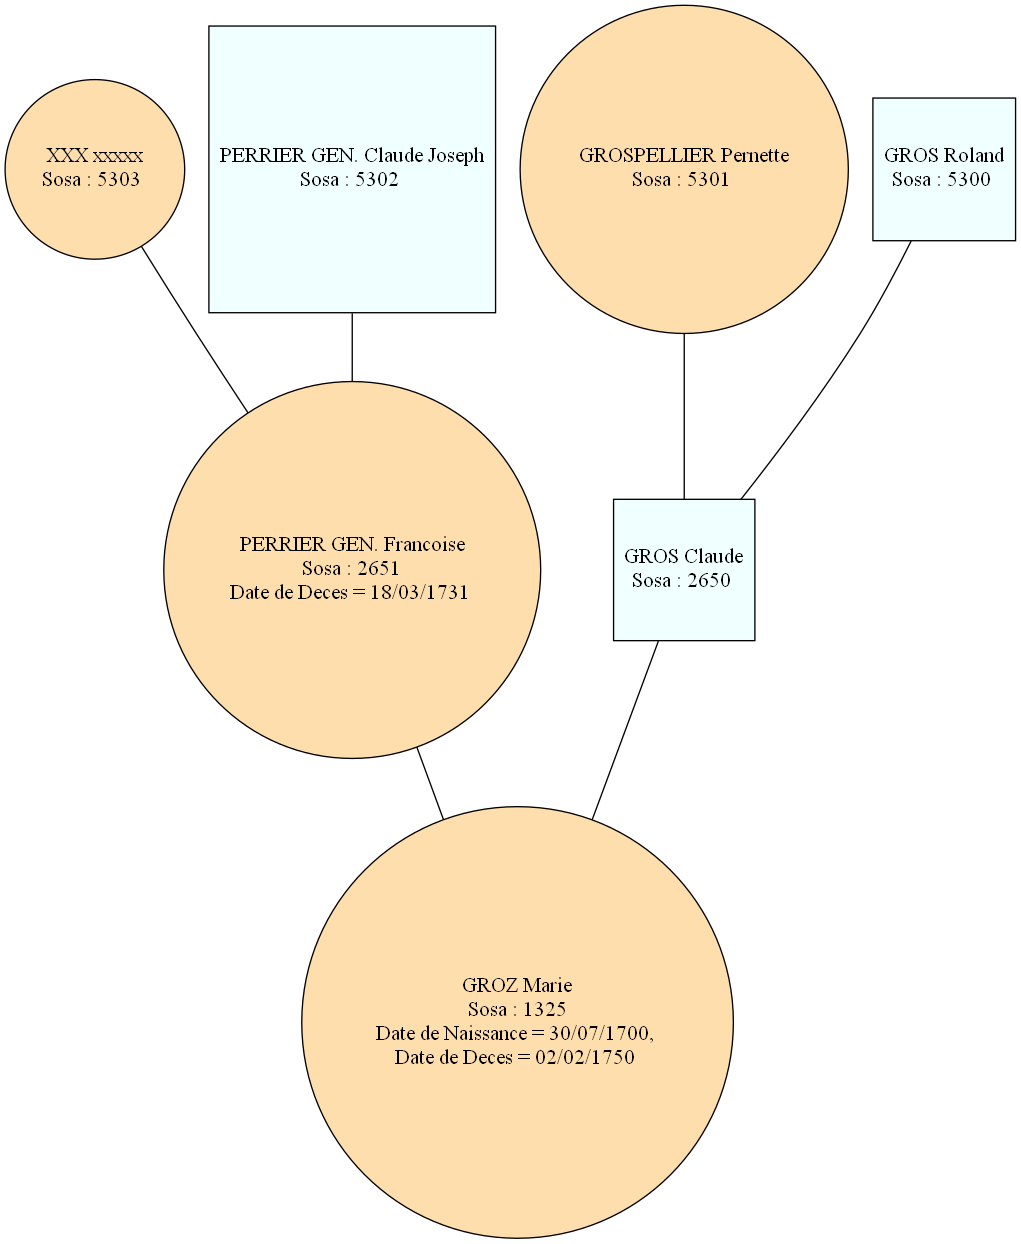 XXX xxxxx
Sosa : 5303
PERRIER GEN. Claude Joseph
Sosa : 5302
GROSPELLIER Pernette
Sosa : 5301
GROS Roland
Sosa : 5300
PERRIER GEN. Francoise
Sosa : 2651
Date de Deces = 18/03/1731
GROS Claude
Sosa : 2650
GROZ Marie
Sosa : 1325
Date de Naissance = 30/07/1700,
Date de Deces = 02/02/1750